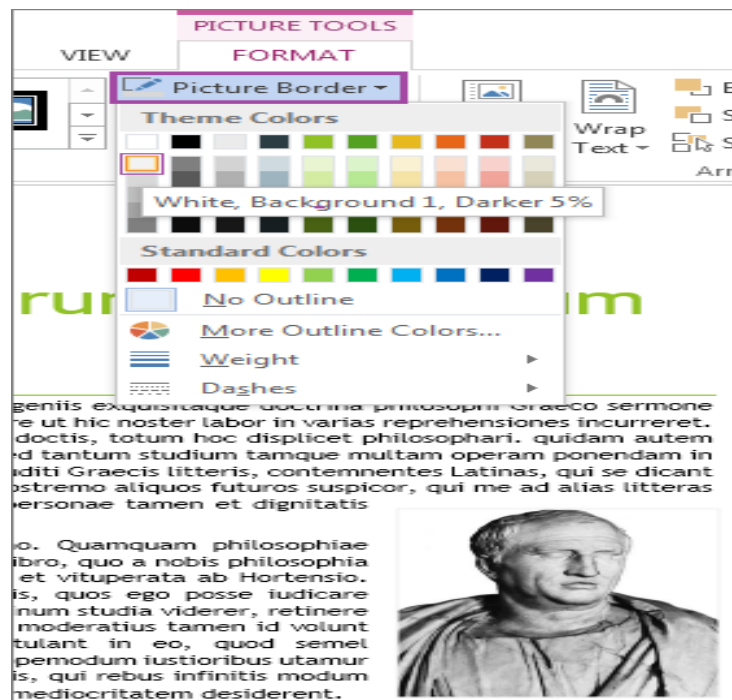 PICTURE TOOLS
VIEW FORMAT
Picture Border
Theme Colors
Wrap
Text
White, Background 1, Darker 5%
Standard Colors
No Outline
More Outline Colors...
Weight
Dashes
geniis exquisitaque doctrina philosophi Graeco sermone
re ut hic noster labor in varias reprehensiones incurreret.
doctis, totum hoc displicet philosophari. quidam autem
ed tantum studium tamque multam operam ponendam in
uditi Graecis litteris, contemnentes Latinas, qui se dicant
ostremo aliquos futuros suspicor, qui me ad alias litteras
personae tamen et dignitatis
o. Quamquam philosophiae
ibro, quo a nobis philosophia
et vituperata ab Hortensio.
is, quos ego posse iudicare
inum studia viderer, retinere
moderatius tamen id volunt
tulant in eo, quod semel
pemodum iustioribus utamur
is, qui rebus infinitis modum
mediocritatem desiderent.